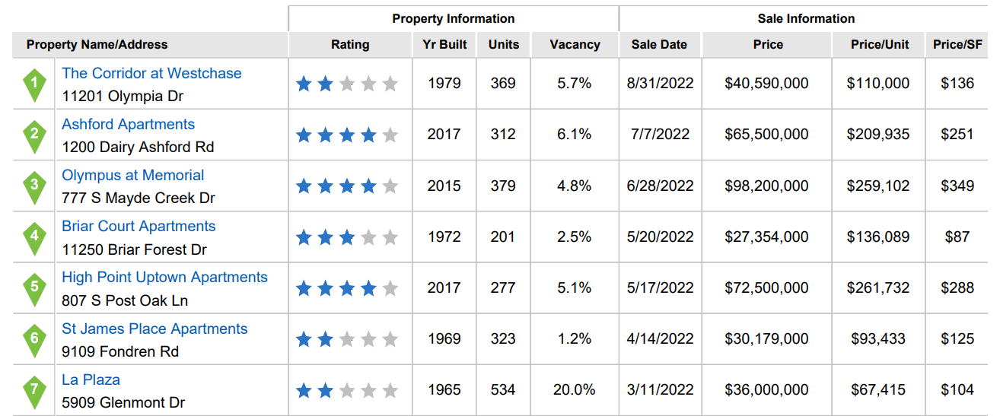 Property Information Sale Information
Property Name/Address Rating Yr Built Units Vacancy Sale Date Price Price/Unit Price/SF
1 The Corridor at Westchase 1979 369 5.7% 8/31/2022 $40,590,000 $110,000 $136
11201 Olympia Dr
2 Ashford Apartments 2017 312 6.1% 7/7/2022 $65,500,000 $209,935 $251
1200 Dairy Ashford Rd
3 Olympus at Memorial 2015 379 4.8% 6/28/2022 $98,200,000 $259,102 $349
777 S Mayde Creek Dr
4 Briar Court Apartments 1972 201 2.5% 5/20/2022 $27,354,000 $136,089 $87
11250 Briar Forest Dr
5 High Point Uptown Apartments 2017 277 5.1% 5/17/2022 $72,500,000 $261,732 $288
807 S Post Oak Ln
6 St James Place Apartments 1969 323 1.2% 4/14/2022 $30,179,000 $93,433 $125
9109 Fondren Rd
7 La Plaza 1965 534 20.0% 3/11/2022 $36,000,000 $67,415 $104
5909 Glenmont Dr